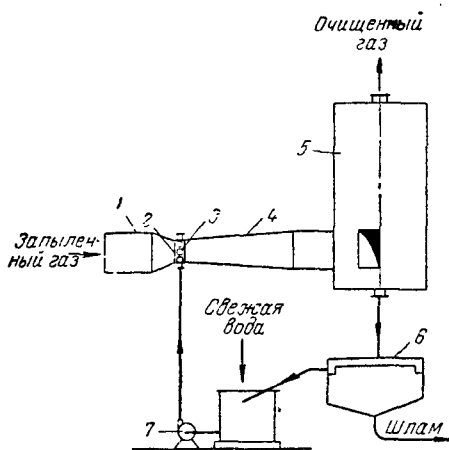 Очищенный
газ
5
1
2
3
4
Запылен-
ный газ
Свежая
вода
6
7
Шлам